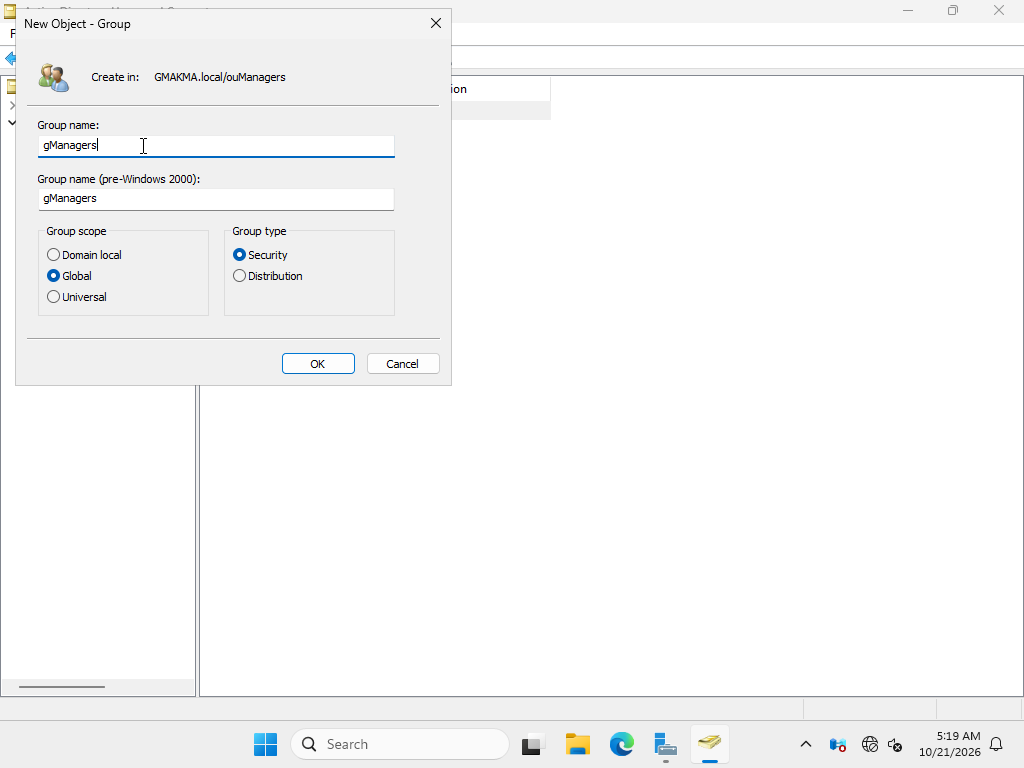 New Object - Group
Create in: GMAKMA.local/ouManagers
ion
Group name:
gManagers
Group name (pre-Windows 2000):
gManagers
Group scope
Domain local
Global
Universal
Group type
Security
Distribution
OK
Cancel
Search
5:19 AM
10/21/2026